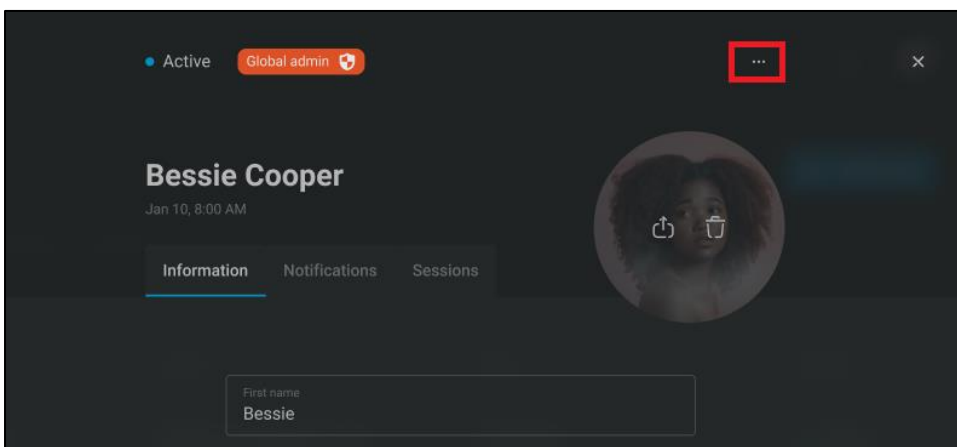 Active Global admin
Bessie Cooper
Jan 10, 8:00 AM
Information Notifications Sessions
First name
Bessie